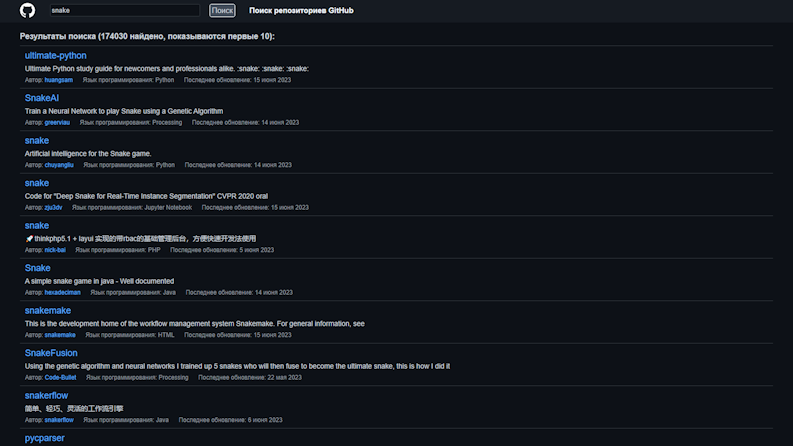 snake
Поиск
Поиск репозиториев GitHub
Результаты поиска (174030 найдено, показываются первые 10):
ultimate-python
Ultimate Python study guide for newcomers and professionals alike. :snake: :snake: :snake:
Автор: huangsam Язык программирования: Python Последнее обновление: 15 июня 2023
SnakeAI
Train a Neural Network to play Snake using a Genetic Algorithm
Автор: greerviau Язык программирования: Processing Последнее обновление: 14 июня 2023
snake
Artificial intelligence for the Snake game.
Автор: chuyangliu Язык программирования: Python Последнее обновление: 14 июня 2023
snake
Code for "Deep Snake for Real-Time Instance Segmentation" CVPR 2020 oral
Автор: zju3dv Язык программирования: Jupyter Notebook Последнее обновление: 15 июня 2023
snake
🚀thinkphp5.1 + layui 实现的带rbac的基础管理后台，方便快速开发法使用
Автор: nick-bai Язык программирования: PHP Последнее обновление: 5 июня 2023
Snake
A simple snake game in java - Well documented
Автор: hexadeciman Язык программирования: Java Последнее обновление: 14 июня 2023
snakemake
This is the development home of the workflow management system Snakemake. For general information, see
Автор: snakemake Язык программирования: HTML Последнее обновление: 15 июня 2023
SnakeFusion
Using the genetic algorithm and neural networks I trained up 5 snakes who will then fuse to become the ultimate snake, this is how I did it
Автор: Code-Bullet Язык программирования: Processing Последнее обновление: 22 мая 2023
snakerflow
简单、轻巧、灵活的工作流引擎
Автор: snakerflow Язык программирования: Java Последнее обновление: 6 июня 2023
pycparser